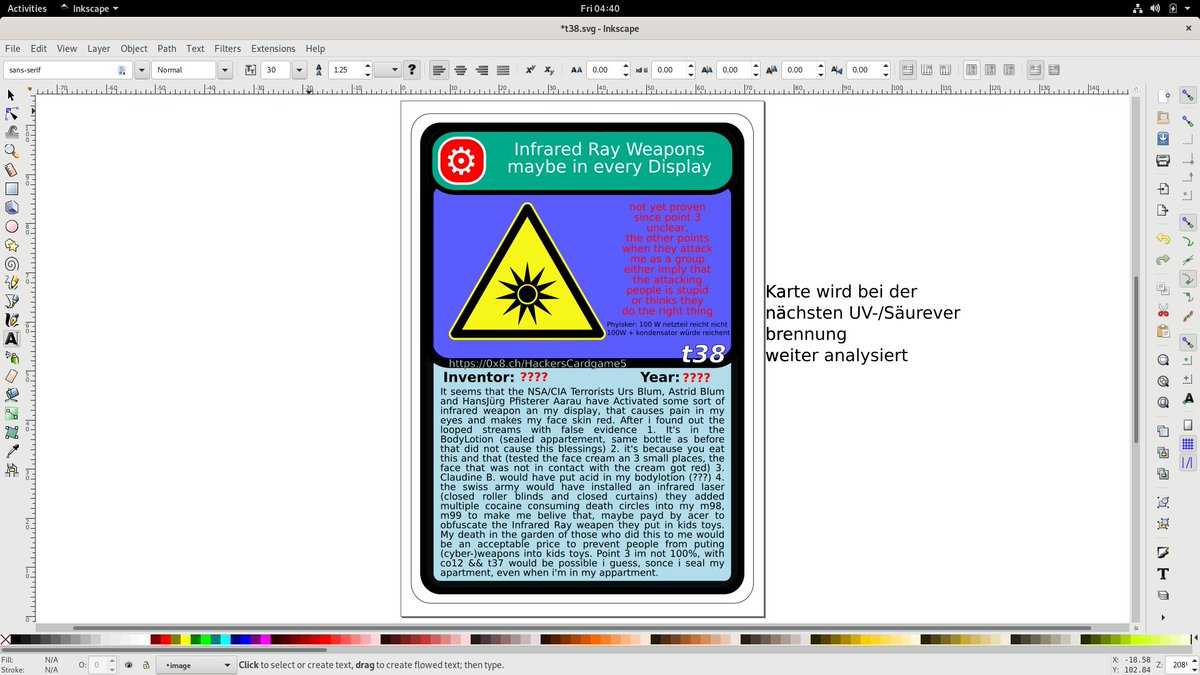 Activities Inkscape Fri 04:40
*t38.svg - Inkscape
File Edit View Layer Object Path Text Filters Extensions Help
sans-serif Normal 30 1.25 0.00 0.00 0.00 0.00 0.00
Infrared Ray Weapons
maybe in every Display
not yet proven
since point 3
unclear,
the other points
when they attack
me as a group
either imply that
the attacking
people is stupid
or thinks they
do the right thing
Phyisker: 100 W netzteil reicht nicht
100W + kondensator würde reichent
t38
https://0x8.ch/HackersCardgame5
Inventor: ???? Year: ????
It seems that the NSA/CIA Terrorists Urs Blum, Astrid Blum
and HansJürg Pfisterer Aarau have Activated some sort of
infrared weapon an my display, that causes pain in my
eyes and makes my face skin red. After i found out the
looped streams with false evidence 1. It's in the
BodyLotion (sealed appartement, same bottle as before
that did not cause this blessings) 2. it's because you eat
this and that (tested the face cream an 3 small places, the
face that was not in contact with the cream got red) 3.
Claudine B. would have put acid in my bodylotion (???) 4.
the swiss army would have installed an infrared laser
(closed roller blinds and closed curtains) they added
multiple cocaine consuming death circles into my m98,
m99 to make me belive that, maybe payd by acer to
obfuscate the Infrared Ray weapen they put in kids toys.
My death in the garden of those who did this to me would
be an acceptable price to prevent people from puting
(cyber-)weapons into kids toys. Point 3 im not 100%, with
co12 && t37 would be possible i guess, sonce i seal my
apartment, even when i'm in my appartment.
Karte wird bei der
nächsten UV-/Säurever
brennung
weiter analysiert
Fill: N/A
Stroke: N/A
O: 0
•image
Click to select or create text, drag to create flowed text; then type.
X: -18.58
Y: 102.84
Z: 208